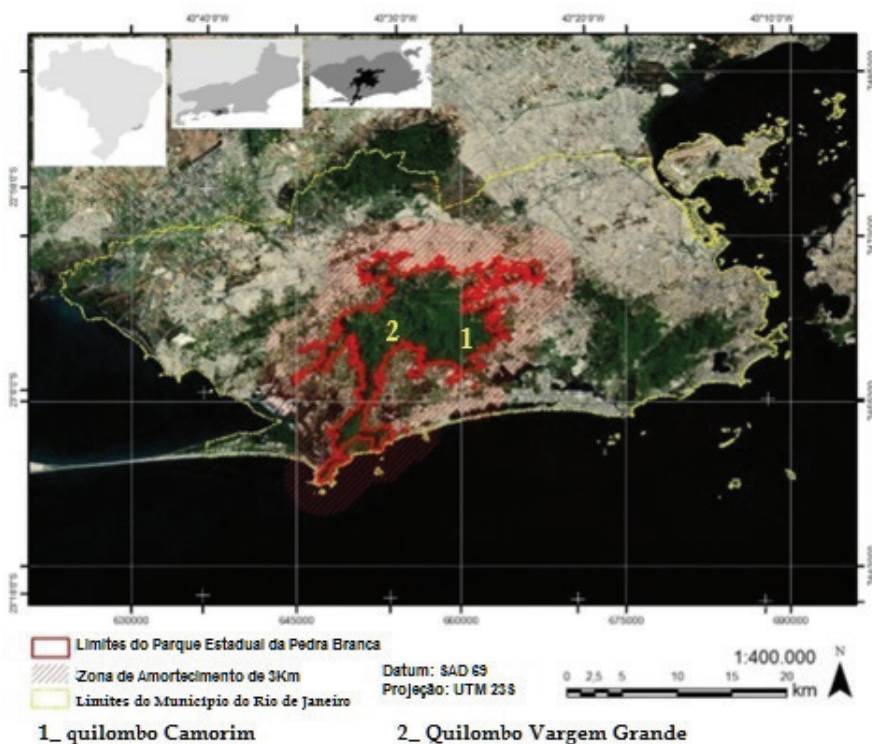 43°40'0"W 43°30'0"W 43°20'0"W 43°10'0"W
2
1
630000 645000 660000 675000 690000
Limites do Parque Estadual da Pedra Branca
Zona de Amortecimento de 3Km
Limites do Município do Rio de Janeiro
Datum: SAD 69
Projeção: UTM 23S
1:400.000
N
0 2,5 5 10 15 20
km
1_ quilombo Camorim 2_ Quilombo Vargem Grande